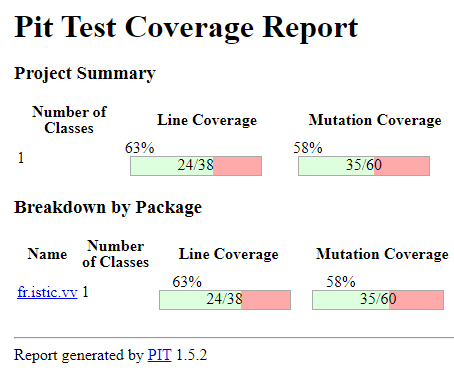 Pit Test Coverage Report
Project Summary
Number of Classes Line Coverage Mutation Coverage
1 63% 24/38 58% 35/60
Breakdown by Package
Name Number of Classes Line Coverage Mutation Coverage
fr.istic.vv 1 63% 24/38 58% 35/60
Report generated by PIT 1.5.2